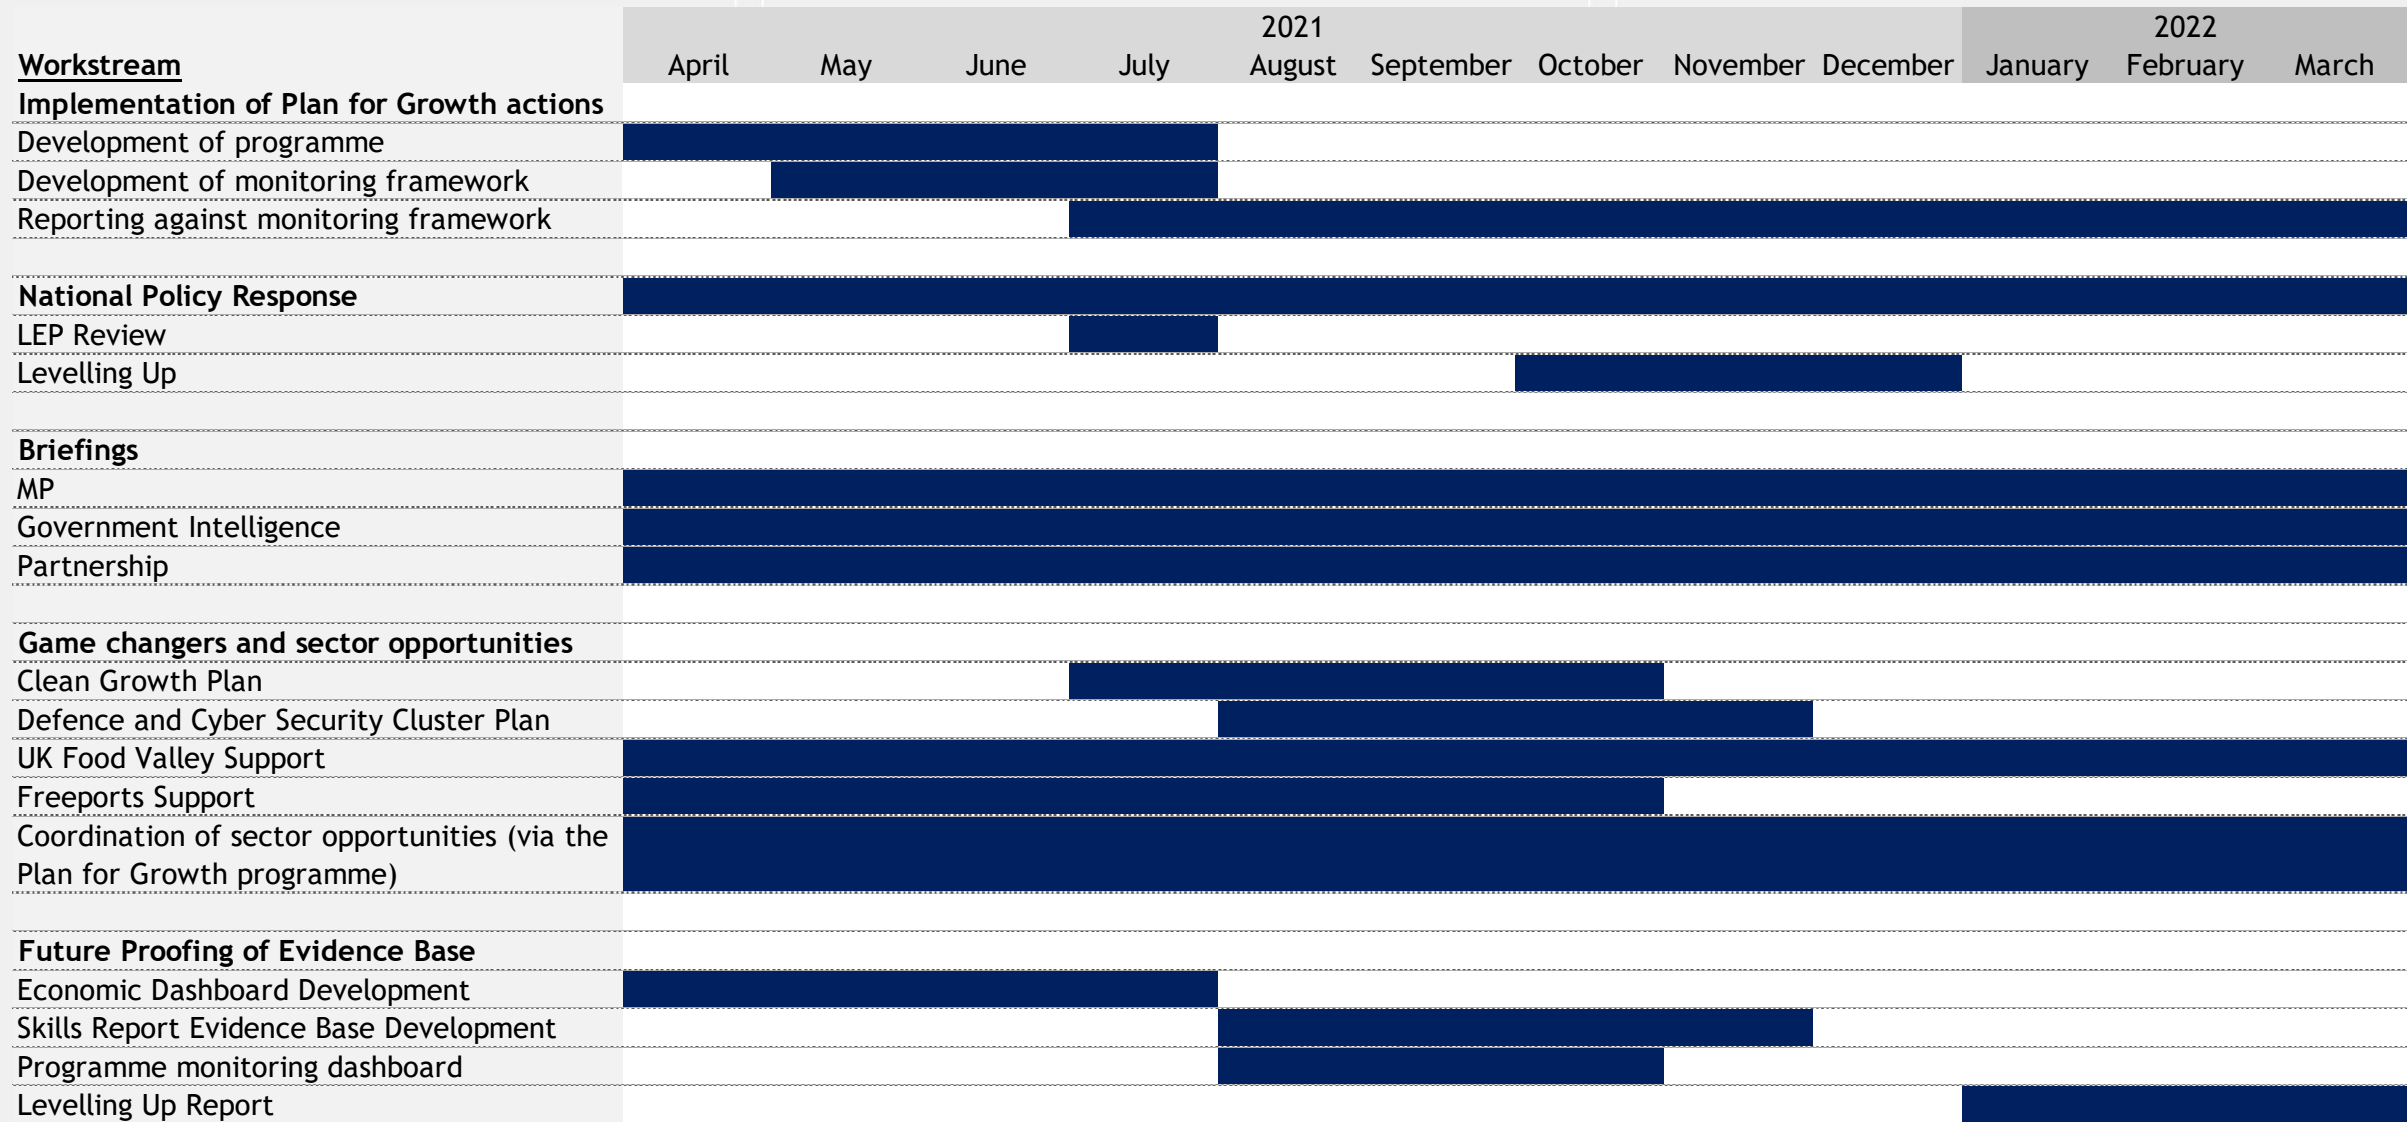 2021 2022
Workstream April May June July August September October November December January February March
Implementation of Plan for Growth actions
Development of programme
Development of monitoring framework
Reporting against monitoring framework
National Policy Response
LEP Review
Levelling Up
Briefings
MP
Government Intelligence
Partnership
Game changers and sector opportunities
Clean Growth Plan
Defence and Cyber Security Cluster Plan
UK Food Valley Support
Freeports Support
Coordination of sector opportunities (via the
Plan for Growth programme)
Future Proofing of Evidence Base
Economic Dashboard Development
Skills Report Evidence Base Development
Programme monitoring dashboard
Levelling Up Report